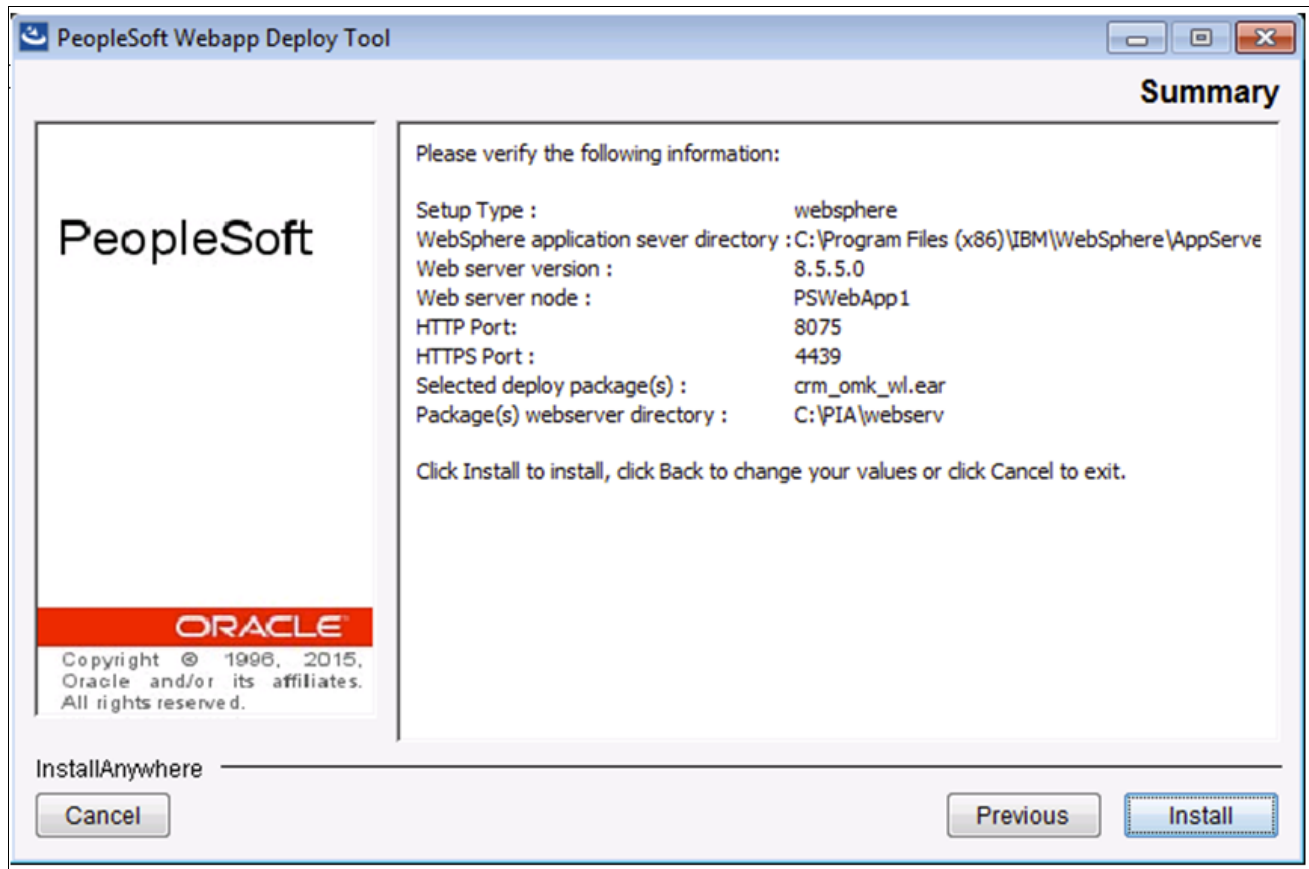 PeopleSoft Webapp Deploy Tool
Summary
PeopleSoft
ORACLE
Copyright © 1996, 2015,
Oracle and/or its affiliates.
All rights reserved.
Please verify the following information:
Setup Type : websphere
WebSphere application sever directory : C:\Program Files (x86)\IBM\WebSphere\AppServe
Web server version : 8.5.5.0
Web server node : PSWebApp1
HTTP Port: 8075
HTTPS Port : 4439
Selected deploy package(s) : crm_omk_wl.ear
Package(s) webserver directory : C:\PIA\webserv
Click Install to install, click Back to change your values or click Cancel to exit.
InstallAnywhere
Cancel Previous Install